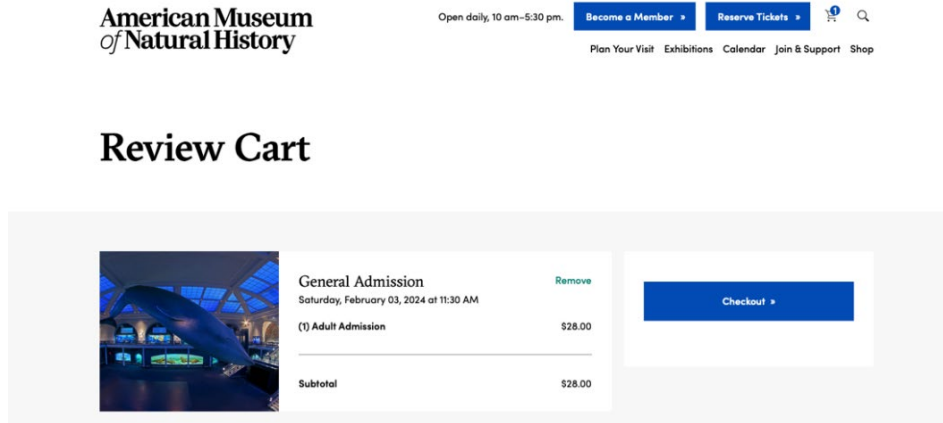 American Museum
of Natural History
Open daily, 10 am–5:30 pm.
Become a Member »
Reserve Tickets »
1
Plan Your Visit
Exhibitions
Calendar
Join & Support
Shop
Review Cart
General Admission
Remove
Saturday, February 03, 2024 at 11:30 AM
(1) Adult Admission
$28.00
Subtotal
$28.00
Checkout »